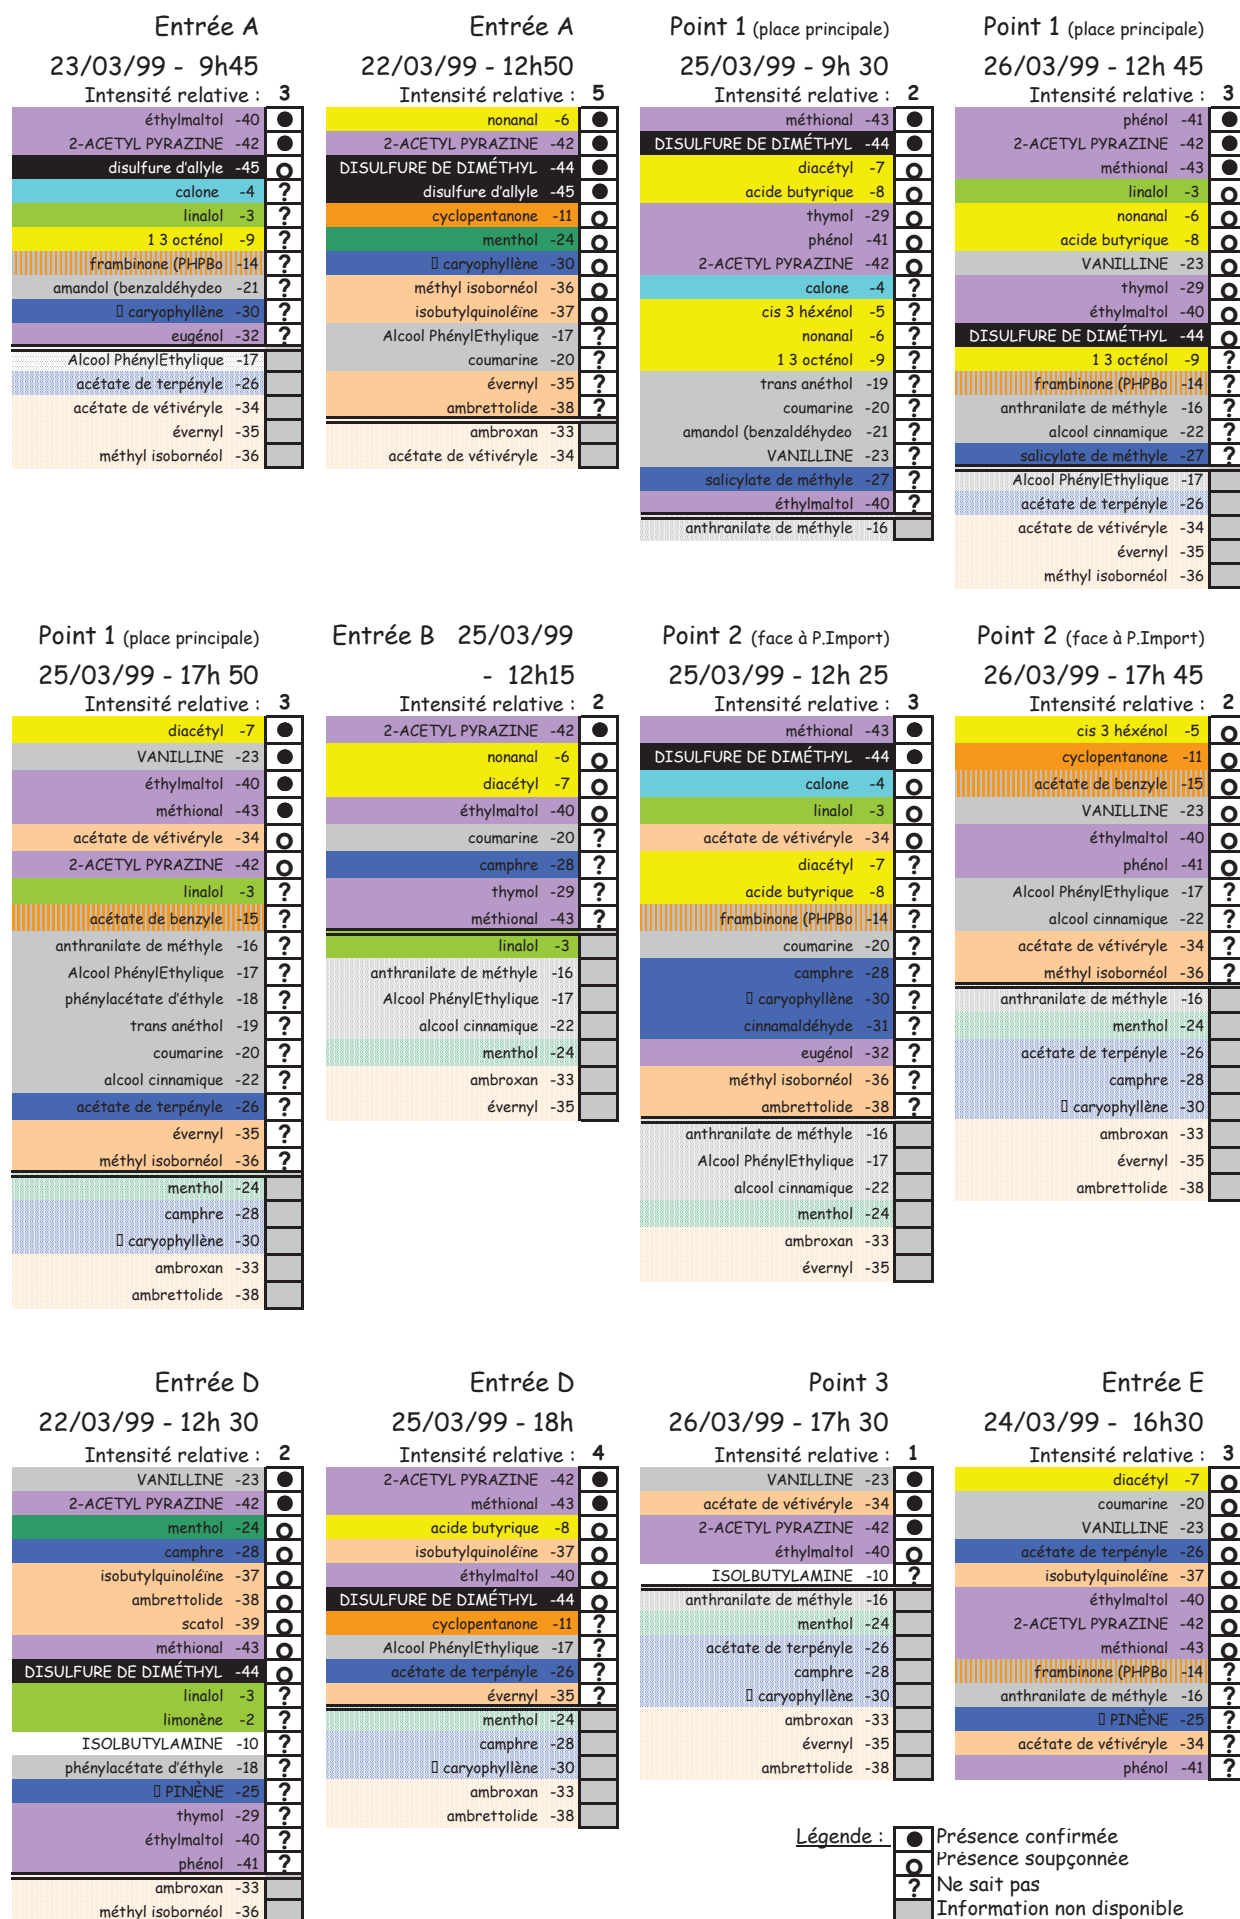 Entrée A
23/03/99 - 9h45
Intensité relative : 3
éthylmaltol -40
2-ACETYL PYRAZINE -42
disulfure d'allyle -45
calone -4 ?
linalol -3 ?
1 3 octénol -9 ?
frambinone (PHPBo -14 ?
amandol (benzaldéhydeo -21 ?
caryophyllène -30 ?
eugénol -32 ?
Alcool PhénylEthylique -17
acétate de terpényle -26
acétate de vétivéryle -34
évernyl -35
méthyl isobornéol -36
Entrée A
22/03/99 - 12h50
Intensité relative : 5
nonanal -6
2-ACETYL PYRAZINE -42
DISULFURE DE DIMÉTHYL -44
disulfure d'allyle -45
cyclopentanone -11
menthol -24
caryophyllène -30
méthyl isobornéol -36
isobutylquinoléïne -37
Alcool PhénylEthylique -17 ?
coumarine -20 ?
évernyl -35 ?
ambrettolide -38 ?
ambroxan -33
acétate de vétivéryle -34
Point 1 (place principale)
25/03/99 - 9h 30
Intensité relative : 2
méthional -43
DISULFURE DE DIMÉTHYL -44
diacétyl -7
acide butyrique -8
thymol -29
phénol -41
2-ACETYL PYRAZINE -42
calone -4 ?
cis 3 héxénol -5 ?
nonanal -6 ?
1 3 octénol -9 ?
trans anéthol -19 ?
coumarine -20 ?
amandol (benzaldéhydeo -21 ?
VANILLINE -23 ?
salicylate de méthyle -27 ?
éthylmaltol -40 ?
anthranilate de méthyle -16
Point 1 (place principale)
26/03/99 - 12h 45
Intensité relative : 3
phénol -41
2-ACETYL PYRAZINE -42
méthional -43
linalol -3
nonanal -6
acide butyrique -8
VANILLINE -23
thymol -29
éthylmaltol -40
DISULFURE DE DIMÉTHYL -44
1 3 octénol -9 ?
frambinone (PHPBo -14 ?
anthranilate de méthyle -16 ?
alcool cinnamique -22 ?
salicylate de méthyle -27 ?
Alcool PhénylEthylique -17
acétate de terpényle -26
acétate de vétivéryle -34
évernyl -35
méthyl isobornéol -36
Point 1 (place principale)
25/03/99 - 17h 50
Intensité relative : 3
diacétyl -7
VANILLINE -23
éthylmaltol -40
méthional -43
acétate de vétivéryle -34
2-ACETYL PYRAZINE -42
linalol -3 ?
acétate de benzyle -15 ?
anthranilate de méthyle -16 ?
Alcool PhénylEthylique -17 ?
phénylacétate d'éthyle -18 ?
trans anéthol -19 ?
coumarine -20 ?
alcool cinnamique -22 ?
acétate de terpényle -26 ?
évernyl -35 ?
méthyl isobornéol -36 ?
menthol -24
camphre -28
caryophyllène -30
ambroxan -33
ambrettolide -38
Entrée B 25/03/99
- 12h15
Intensité relative : 2
2-ACETYL PYRAZINE -42
nonanal -6
diacétyl -7
éthylmaltol -40
coumarine -20 ?
camphre -28 ?
thymol -29 ?
méthional -43 ?
linalol -3
anthranilate de méthyle -16
Alcool PhénylEthylique -17
alcool cinnamique -22
menthol -24
ambroxan -33
évernyl -35
Point 2 (face à P.Import)
25/03/99 - 12h 25
Intensité relative : 3
méthional -43
DISULFURE DE DIMÉTHYL -44
calone -4
linalol -3
acétate de vétivéryle -34
diacétyl -7 ?
acide butyrique -8 ?
frambinone (PHPBo -14 ?
coumarine -20 ?
camphre -28 ?
caryophyllène -30 ?
cinnamaldéhyde -31 ?
eugénol -32 ?
méthyl isobornéol -36 ?
ambrettolide -38 ?
anthranilate de méthyle -16
Alcool PhénylEthylique -17
alcool cinnamique -22
menthol -24
ambroxan -33
évernyl -35
Point 2 (face à P.Import)
26/03/99 - 17h 45
Intensité relative : 2
cis 3 héxénol -5
cyclopentanone -11
acétate de benzyle -15
VANILLINE -23
éthylmaltol -40
phénol -41
Alcool PhénylEthylique -17 ?
alcool cinnamique -22 ?
acétate de vétivéryle -34 ?
méthyl isobornéol -36 ?
anthranilate de méthyle -16
menthol -24
acétate de terpényle -26
camphre -28
caryophyllène -30
ambroxan -33
évernyl -35
ambrettolide -38
Entrée D
22/03/99 - 12h 30
Intensité relative : 2
VANILLINE -23
2-ACETYL PYRAZINE -42
menthol -24
camphre -28
isobutylquinoléïne -37
ambrettolide -38
scatol -39
méthional -43
DISULFURE DE DIMÉTHYL -44
linalol -3 ?
limonène -2 ?
ISOLBUTYLAMINE -10 ?
phénylacétate d'éthyle -18 ?
PINÈNE -25 ?
thymol -29 ?
éthylmaltol -40 ?
phénol -41 ?
ambroxan -33
méthyl isobornéol -36
Entrée D
25/03/99 - 18h
Intensité relative : 4
2-ACETYL PYRAZINE -42
méthional -43
acide butyrique -8
isobutylquinoléïne -37
éthylmaltol -40
DISULFURE DE DIMÉTHYL -44
cyclopentanone -11 ?
Alcool PhénylEthylique -17 ?
acétate de terpényle -26 ?
évernyl -35 ?
menthol -24
camphre -28
caryophyllène -30
ambroxan -33
ambrettolide -38
Point 3
26/03/99 - 17h 30
Intensité relative : 1
VANILLINE -23
acétate de vétivéryle -34
2-ACETYL PYRAZINE -42
éthylmaltol -40
ISOLBUTYLAMINE -10 ?
anthranilate de méthyle -16
menthol -24
acétate de terpényle -26
camphre -28
caryophyllène -30
ambroxan -33
évernyl -35
ambrettolide -38
Entrée E
24/03/99 - 16h30
Intensité relative : 3
diacétyl -7
coumarine -20
VANILLINE -23
acétate de terpényle -26
isobutylquinoléïne -37
éthylmaltol -40
2-ACETYL PYRAZINE -42
méthional -43
frambinone (PHPBo -14 ?
anthranilate de méthyle -16 ?
PINÈNE -25 ?
acétate de vétivéryle -34 ?
phénol -41 ?
Légende :
Présence confirmée
Présence soupçonnée
? Ne sait pas
Information non disponible